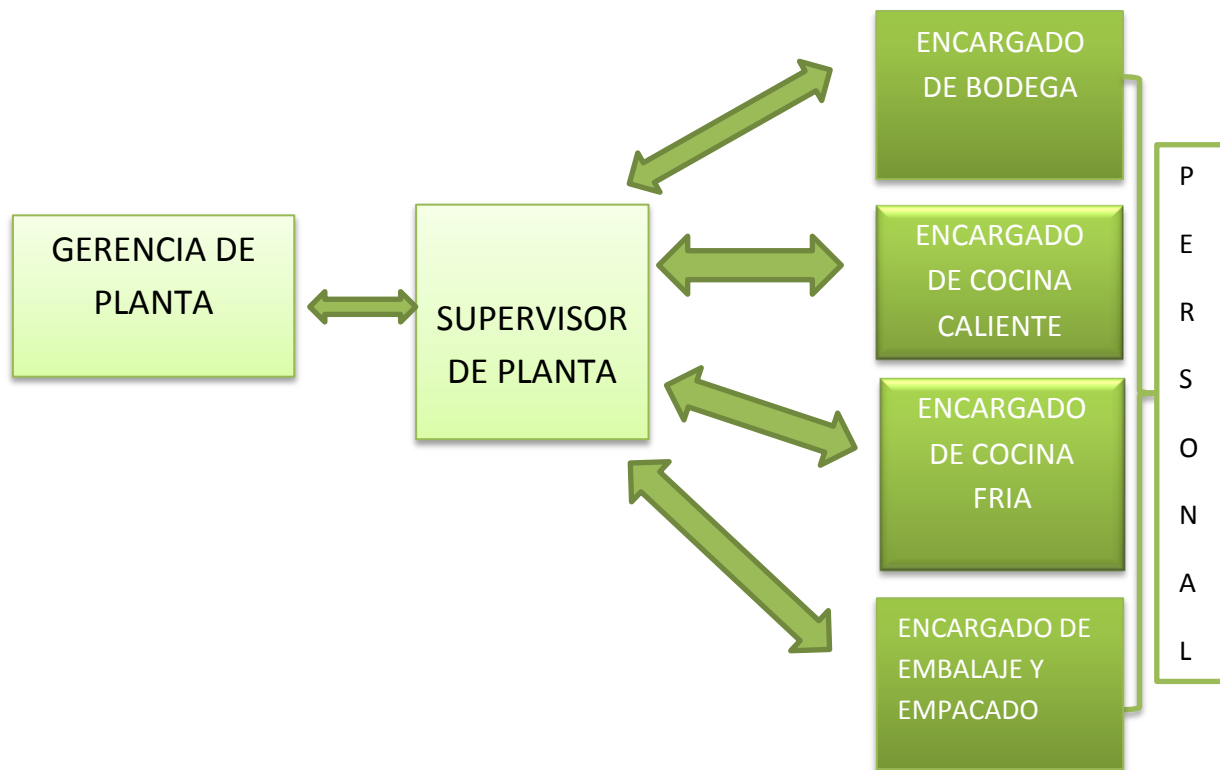 GERENCIA DE
PLANTA
SUPERVISOR
DE PLANTA
ENCARGADO
DE BODEGA
ENCARGADO
DE COCINA
CALIENTE
ENCARGADO
DE COCINA
FRIA
ENCARGADO DE
EMBALAJE Y
EMPACADO
P
E
R
S
O
N
A
L